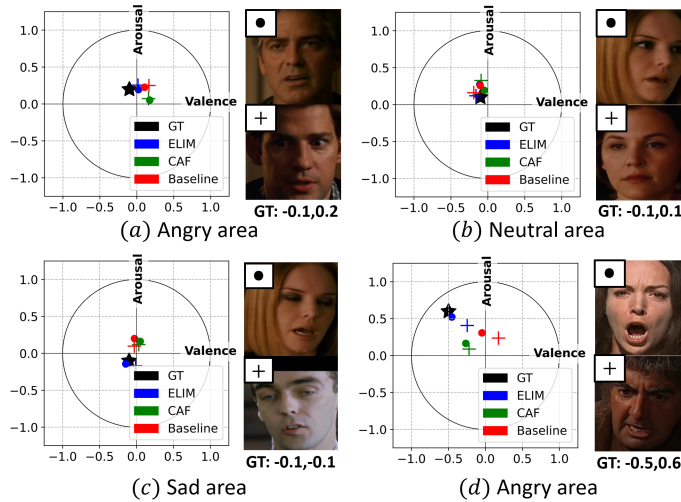 1.0
0.5
0.0
−0.5
−1.0
−1.0 −0.5 0.0 0.5 1.0
Arousal
Valence
GT
ELIM
CAF
Baseline
GT: -0.1,0.2
(a) Angry area
1.0
0.5
0.0
−0.5
−1.0
−1.0 −0.5 0.0 0.5 1.0
Arousal
Valence
GT
ELIM
CAF
Baseline
GT: -0.1,0.1
(b) Neutral area
1.0
0.5
0.0
−0.5
−1.0
−1.0 −0.5 0.0 0.5 1.0
Arousal
Valence
GT
ELIM
CAF
Baseline
GT: -0.1,-0.1
(c) Sad area
1.0
0.5
0.0
−0.5
−1.0
−1.0 −0.5 0.0 0.5 1.0
Arousal
Valence
GT
ELIM
CAF
Baseline
GT: -0.5,0.6
(d) Angry area